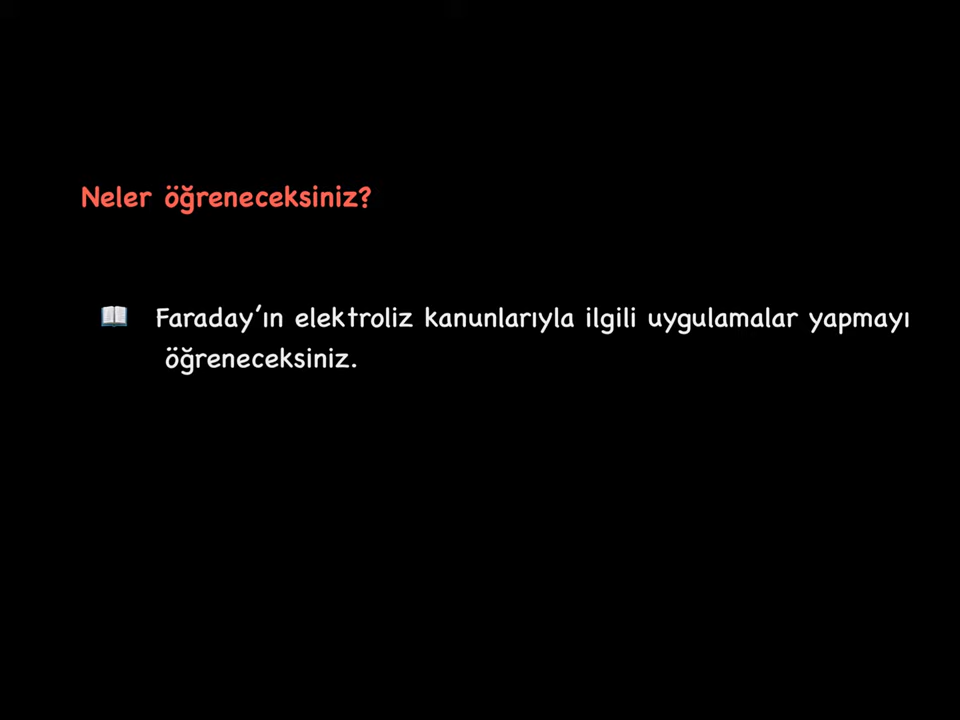 Neler öğreneceksiniz?
📖 Faraday'ın elektroliz kanunlarıyla ilgili uygulamalar yapmayı
öğreneceksiniz.